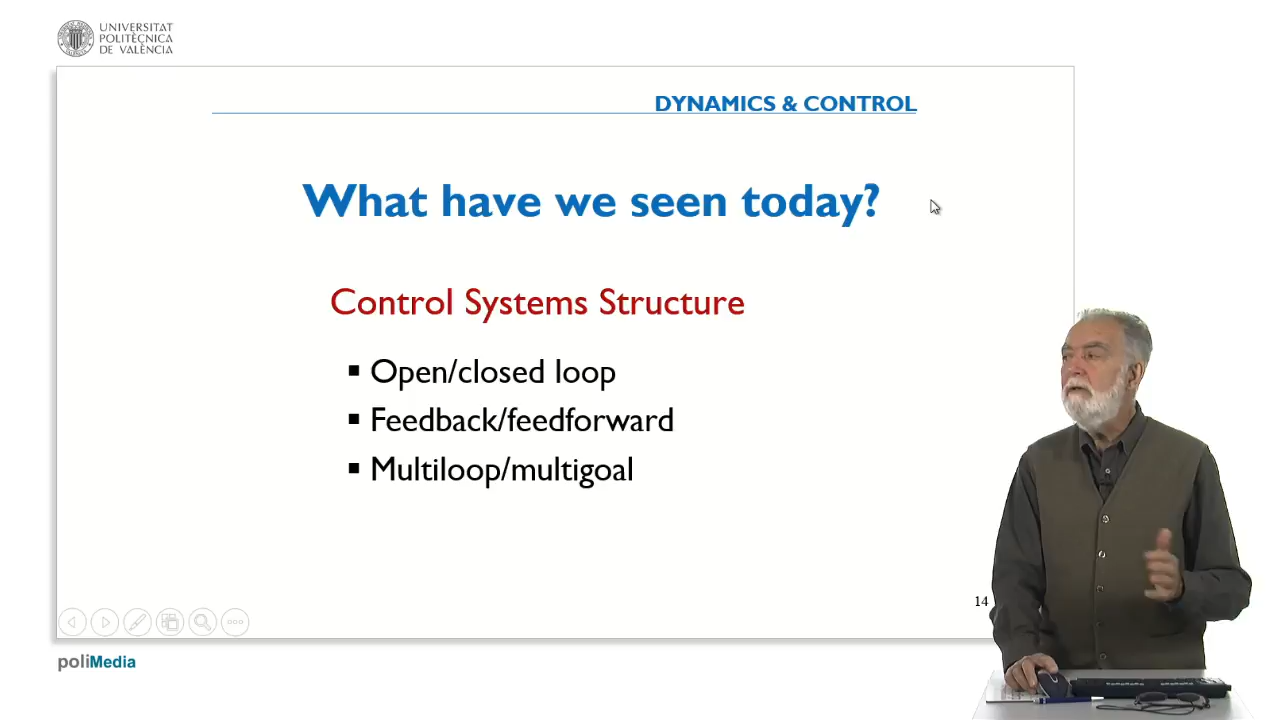 UNIVERSITAT
POLITÈCNICA
DE VALÈNCIA
DYNAMICS & CONTROL
What have we seen today?
Control Systems Structure
▪ Open/closed loop
▪ Feedback/feedforward
▪ Multiloop/multigoal
14
poliMedia